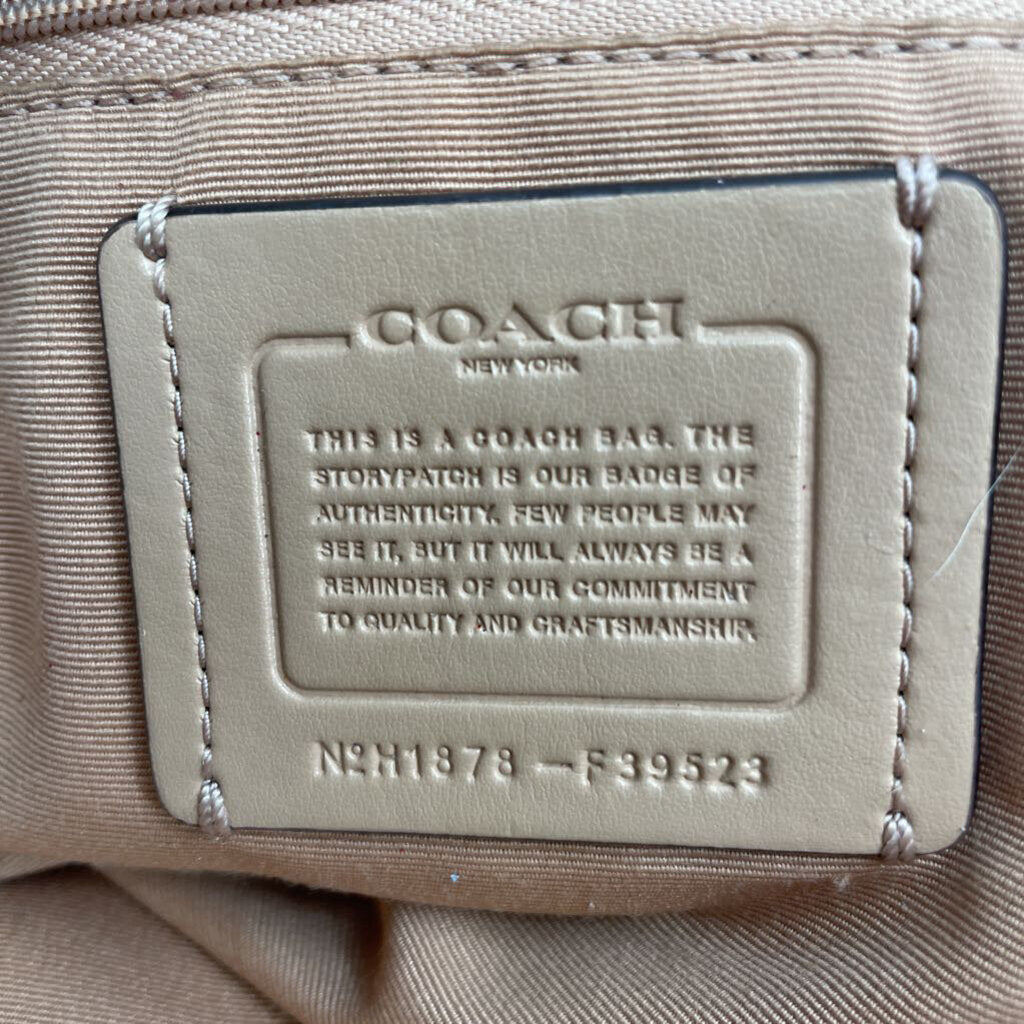 COACH
NEW YORK
THIS IS A COACH BAG. THE
STORYPATCH IS OUR BADGE OF
AUTHENTICITY. FEW PEOPLE MAY
SEE IT, BUT IT WILL ALWAYS BE A
REMINDER OF OUR COMMITMENT
TO QUALITY AND CRAFTSMANSHIP.
NºH1878 –F39523